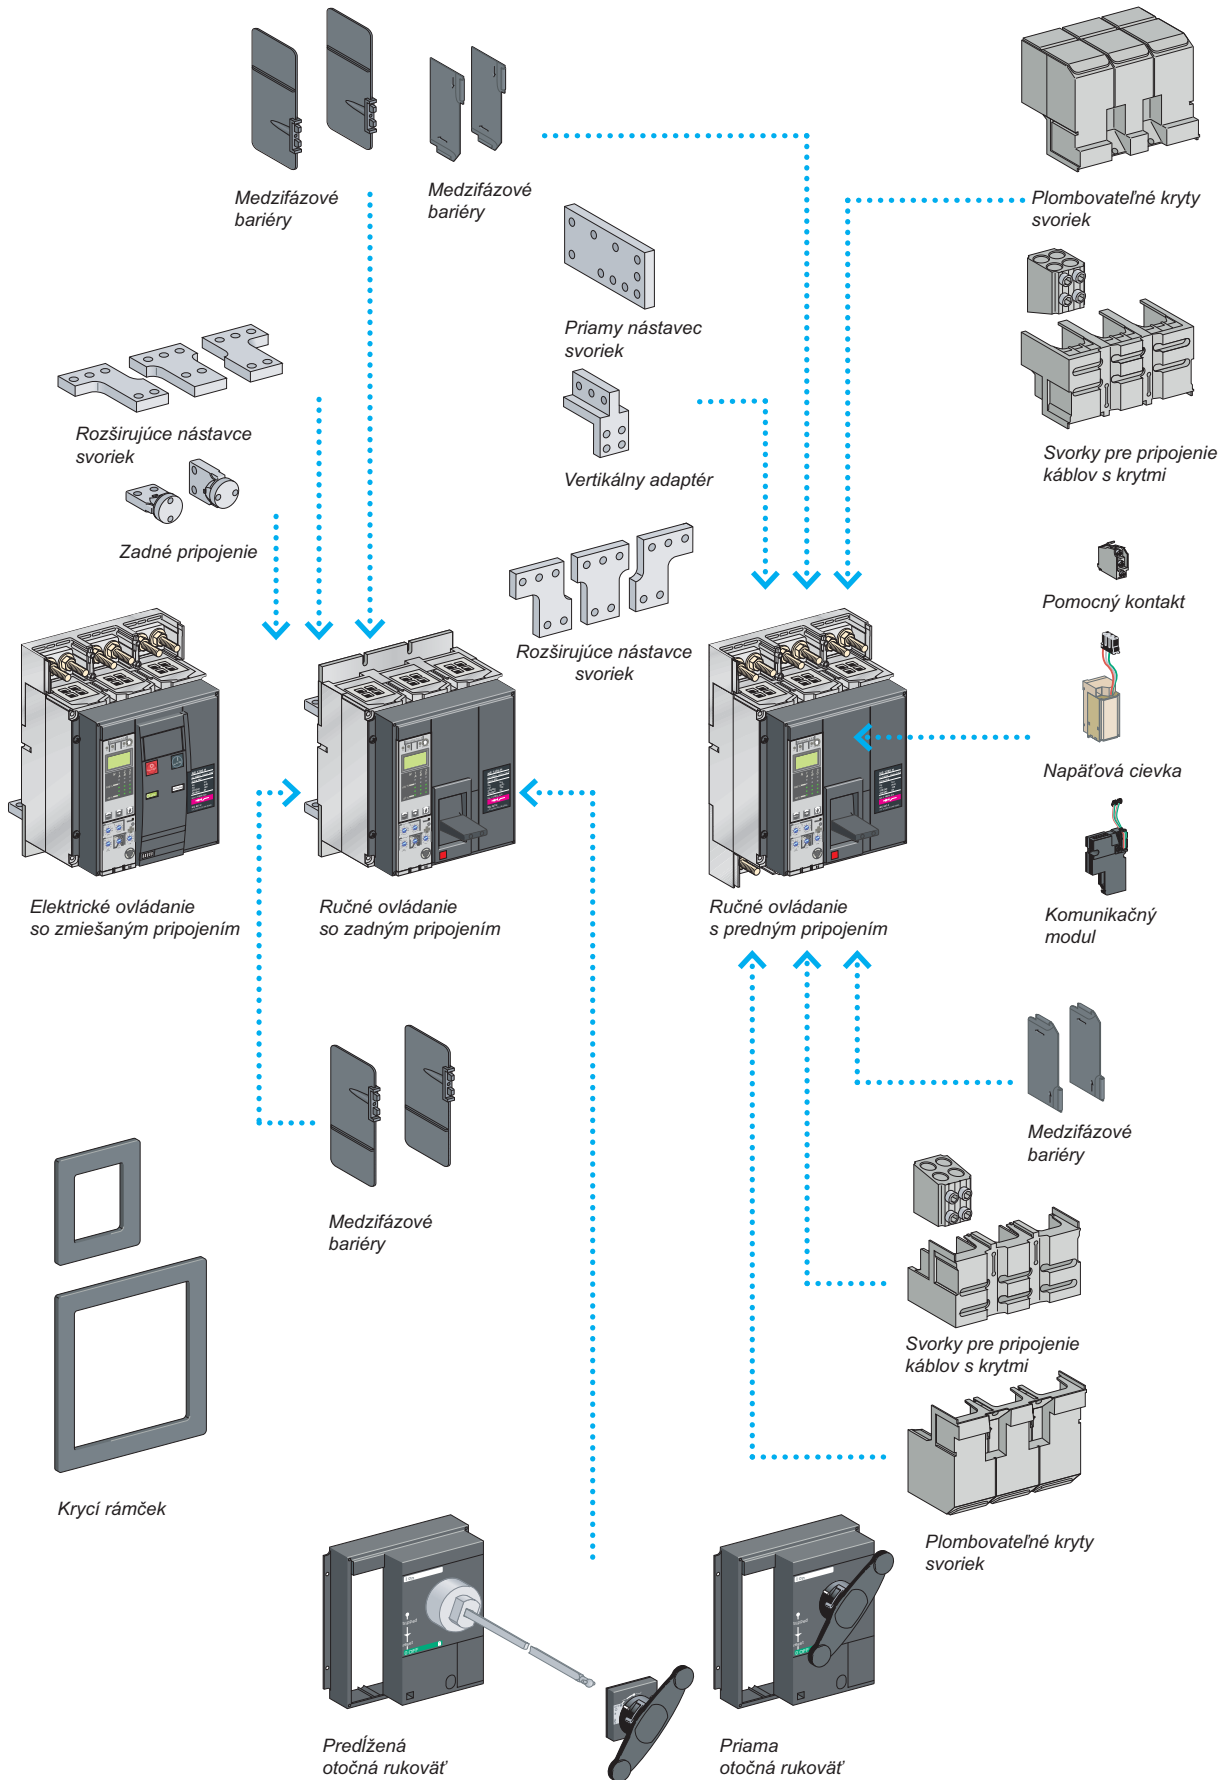 Medzifázové
bariéry
Medzifázové
bariéry
Plombovateľné kryty
svoriek
Priamy nástavec
svoriek
Rozširujúce nástavce
svoriek
Svorky pre pripojenie
káblov s krytmi
Vertikálny adaptér
Zadné pripojenie
Pomocný kontakt
Rozširujúce nástavce
svoriek
Napäťová cievka
Elektrické ovládanie
so zmiešaným pripojením
Ručné ovládanie
so zadným pripojením
Ručné ovládanie
s predným pripojením
Komunikačný
modul
Medzifázové
bariéry
Medzifázové
bariéry
Svorky pre pripojenie
káblov s krytmi
Krycí rámček
Plombovateľné kryty
svoriek
Predĺžená
otočná rukoväť
Priama
otočná rukoväť